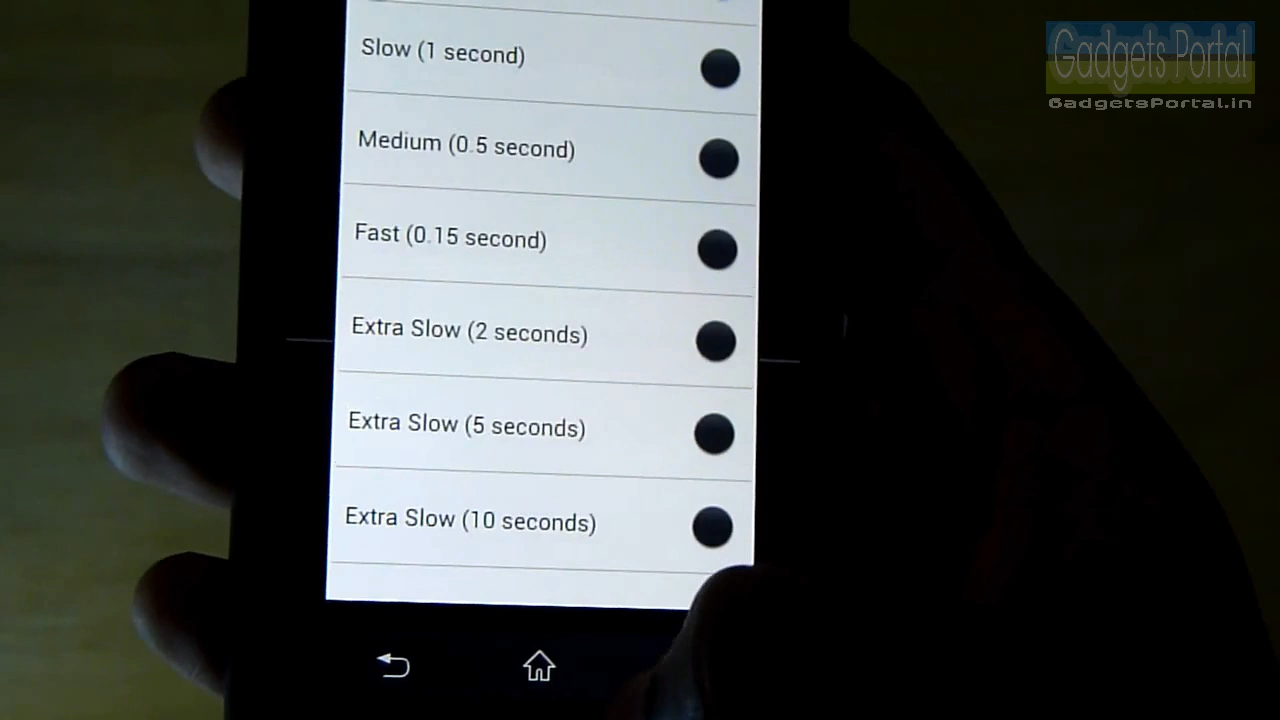 Gadgets Portal
GadgetsPortal.in
Slow (1 second)
Medium (0.5 second)
Fast (0.15 second)
Extra Slow (2 seconds)
Extra Slow (5 seconds)
Extra Slow (10 seconds)